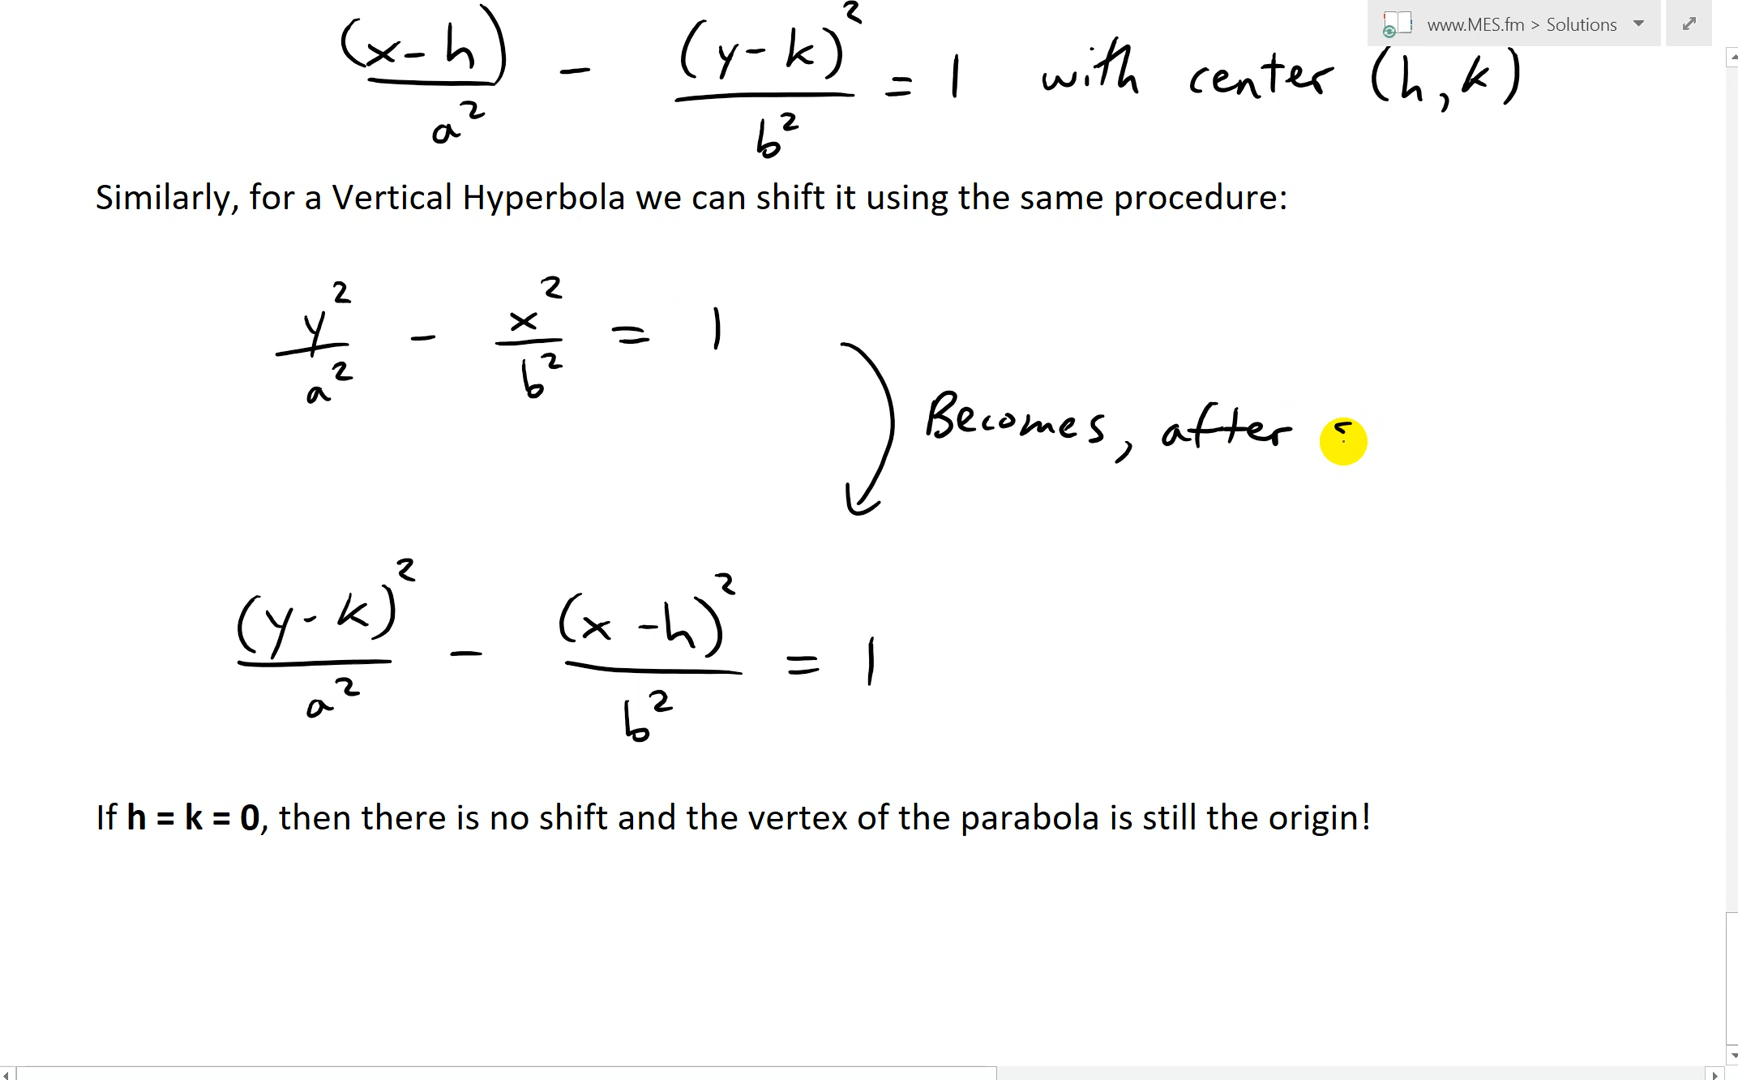 www.MES.fm > Solutions
(x-h)/a² - (y-k)²/b² = 1 with center (h,k)
Similarly, for a Vertical Hyperbola we can shift it using the same procedure:
y²/a² - x²/b² = 1
Becomes, after
(y-k)²/a² - (x-h)²/b² = 1
If h = k = 0, then there is no shift and the vertex of the parabola is still the origin!